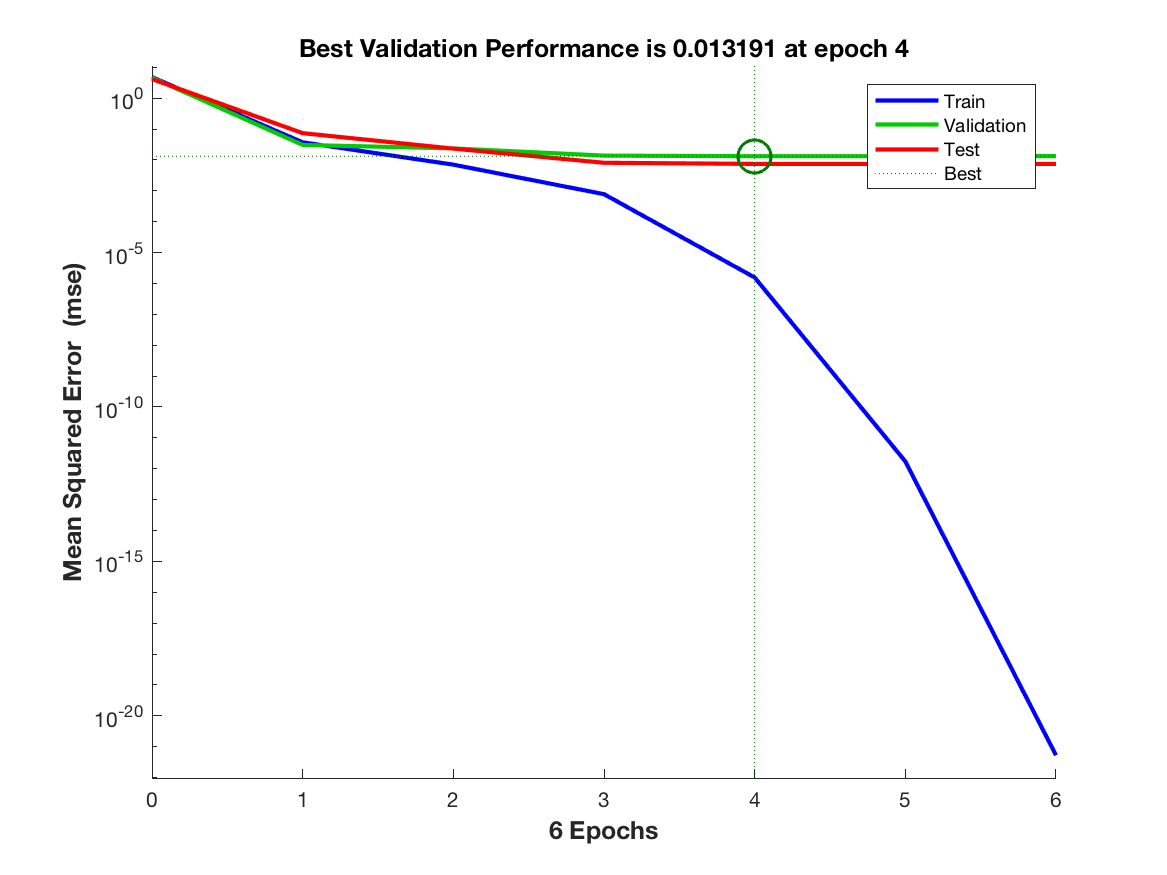 Best Validation Performance is 0.013191 at epoch 4
Train
Validation
Test
Best
Mean Squared Error (mse)
10^0
10^-5
10^-10
10^-15
10^-20
0 1 2 3 4 5 6
6 Epochs